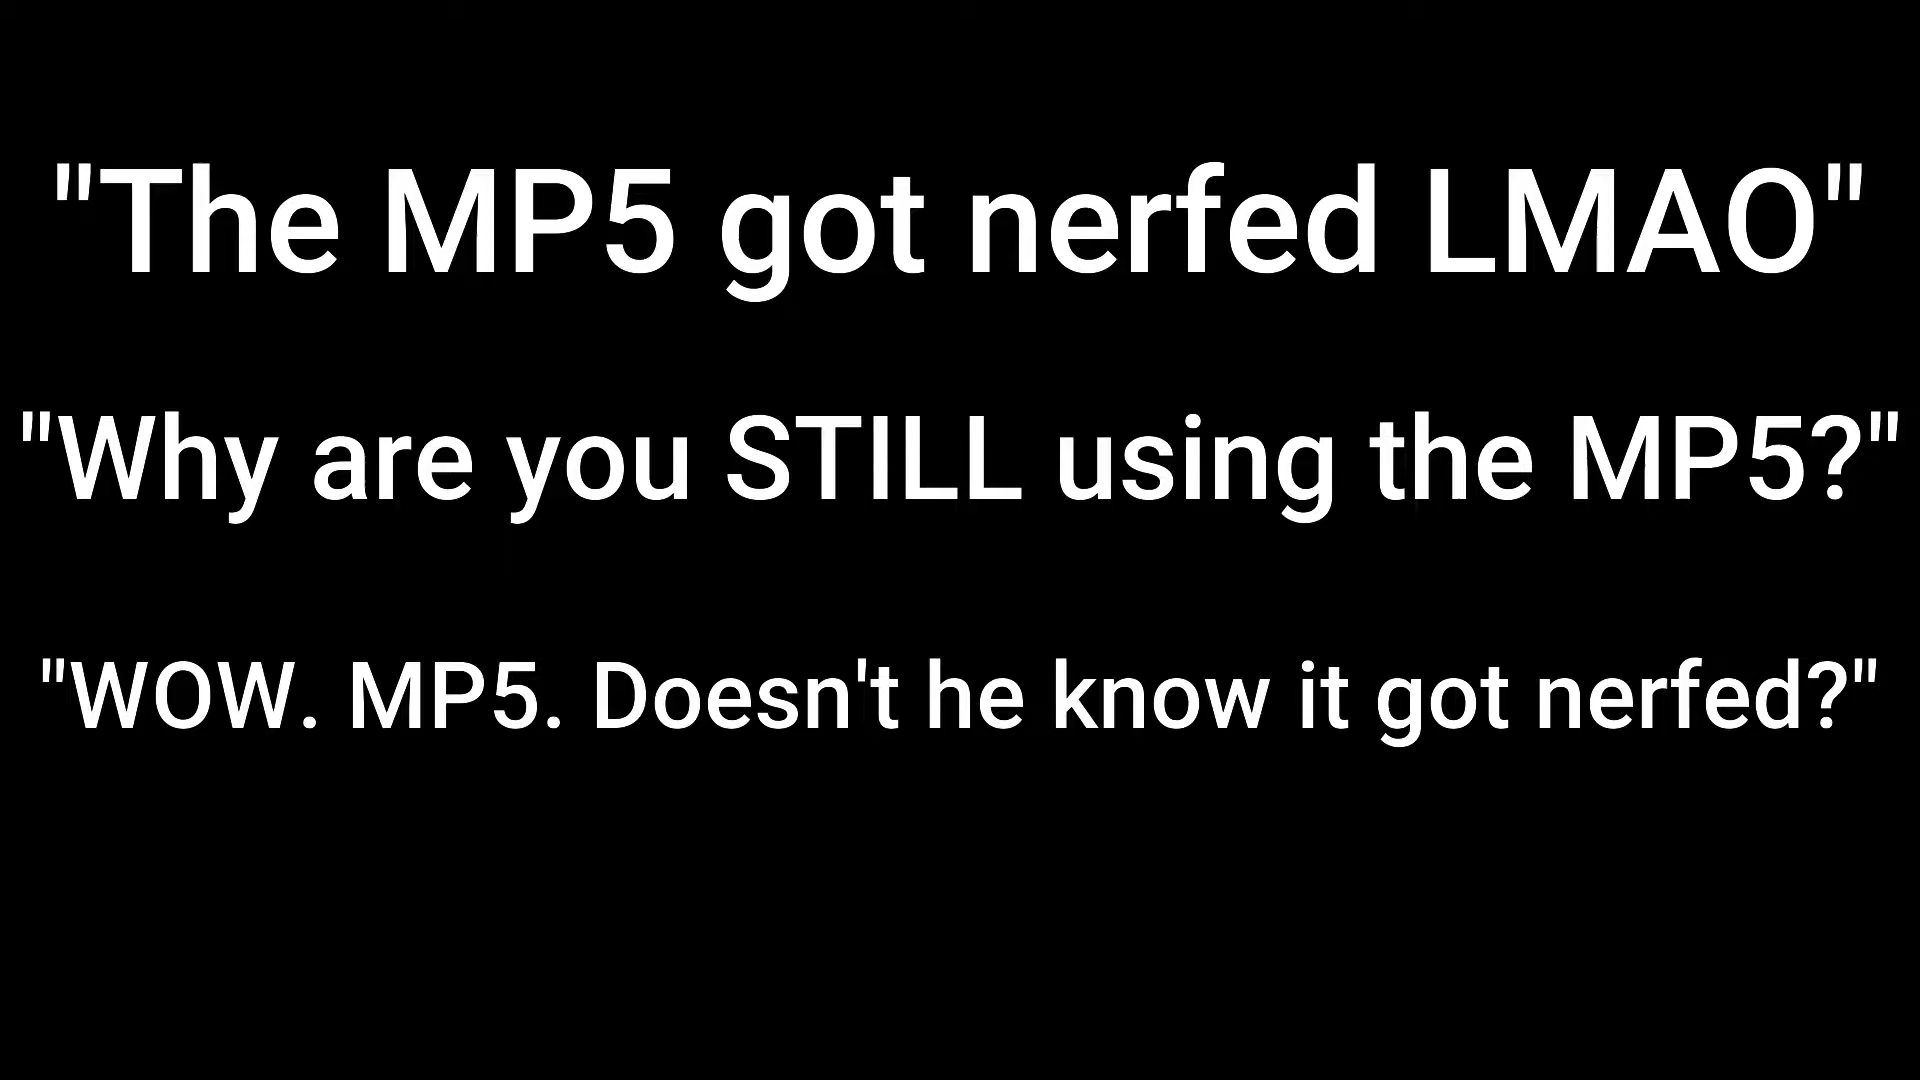 "The MP5 got nerfed LMAO"
"Why are you STILL using the MP5?"
"WOW. MP5. Doesn't he know it got nerfed?"